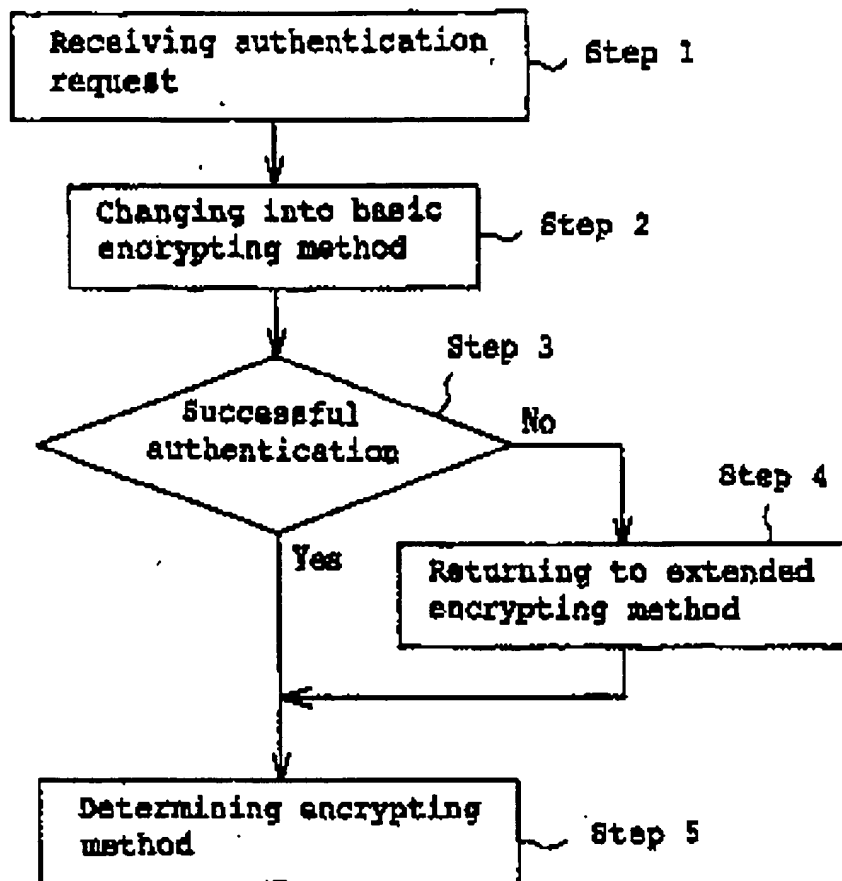 Receiving authentication
request
Step 1
Changing into basic
encrypting method
Step 2
Step 3
Successful
authentication
No
Step 4
Yes
Returning to extended
encrypting method
Determining encrypting
method
Step 5